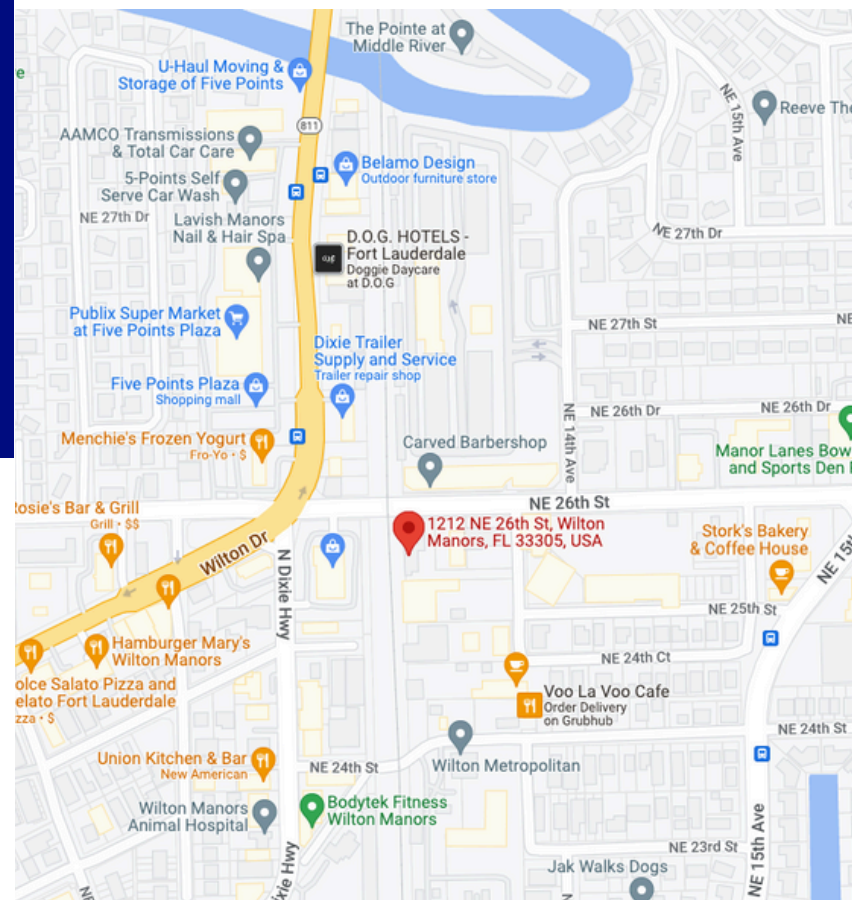 The Pointe at
Middle River
U-Haul Moving &
Storage of Five Points
NE 15th Ave
Reeve The
e
811
AAMCO Transmissions
& Total Car Care
Belamo Design
Outdoor furniture store
5-Points Self
Serve Car Wash
NE 27th Dr
Lavish Manors
Nail & Hair Spa
NE 27th Dr
D.O.G. HOTELS -
Fort Lauderdale
Doggie Daycare
at D.O.G
Publix Super Market
at Five Points Plaza
NE 27th St
NE
Dixie Trailer
Supply and Service
Trailer repair shop
Five Points Plaza
Shopping mall
NE 14th Ave
NE 26th Dr
NE 26th Dr
Menchie's Frozen Yogurt
Fro-Yo • $
Carved Barbershop
Manor Lanes Bow
and Sports Den
NE 26th St
Rosie's Bar & Grill
Grill • $$
1212 NE 26th St, Wilton
Manors, FL 33305, USA
Stork's Bakery
& Coffee House
Wilton Dr
NE 15th
N Dixie Hwy
NE 25th St
Hamburger Mary's
Wilton Manors
NE 24th Ct
olce Salato Pizza and
elato Fort Lauderdale
zza • $
Voo La Voo Cafe
Order Delivery
on Grubhub
NE 24th St
Union Kitchen & Bar
New American
NE 24th St
Wilton Metropolitan
Wilton Manors
Animal Hospital
Bodytek Fitness
Wilton Manors
NE 15th Ave
NE 23rd St
xie Hwy
Jak Walks Dogs
NE
N